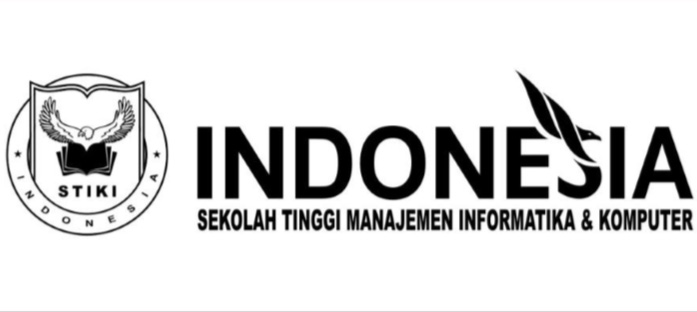 STIKI
INDONESIA
INDONESIA
SEKOLAH TINGGI MANAJEMEN INFORMATIKA & KOMPUTER